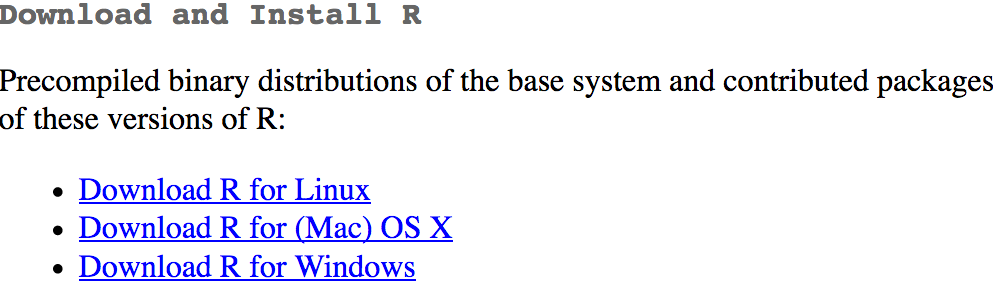 Download and Install R
Precompiled binary distributions of the base system and contributed packages
of these versions of R:
• Download R for Linux
• Download R for (Mac) OS X
• Download R for Windows